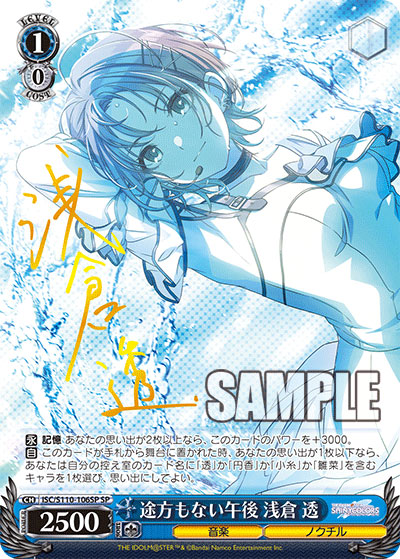 LEVEL
1
0
COST
浅倉透
SAMPLE
永 記憶 あなたの思い出が2枚以上なら、このカードのパワーを+3000。
自 このカードが手札から舞台に置かれた時、あなたの思い出が1枚以下なら、
あなたは自分の控え室のカード名に「透」か「円香」か「小糸」か「雛菜」を含む
キャラを1枚選び、思い出にしてよい。
CH ISC/S110-106SP SP
2500
途方もない午後 浅倉 透
THE IDOLM@STER
SHINYCOLORS
音楽
ノクチル
THE IDOLM@STER™& ©Bandai Namco Entertainment Inc.